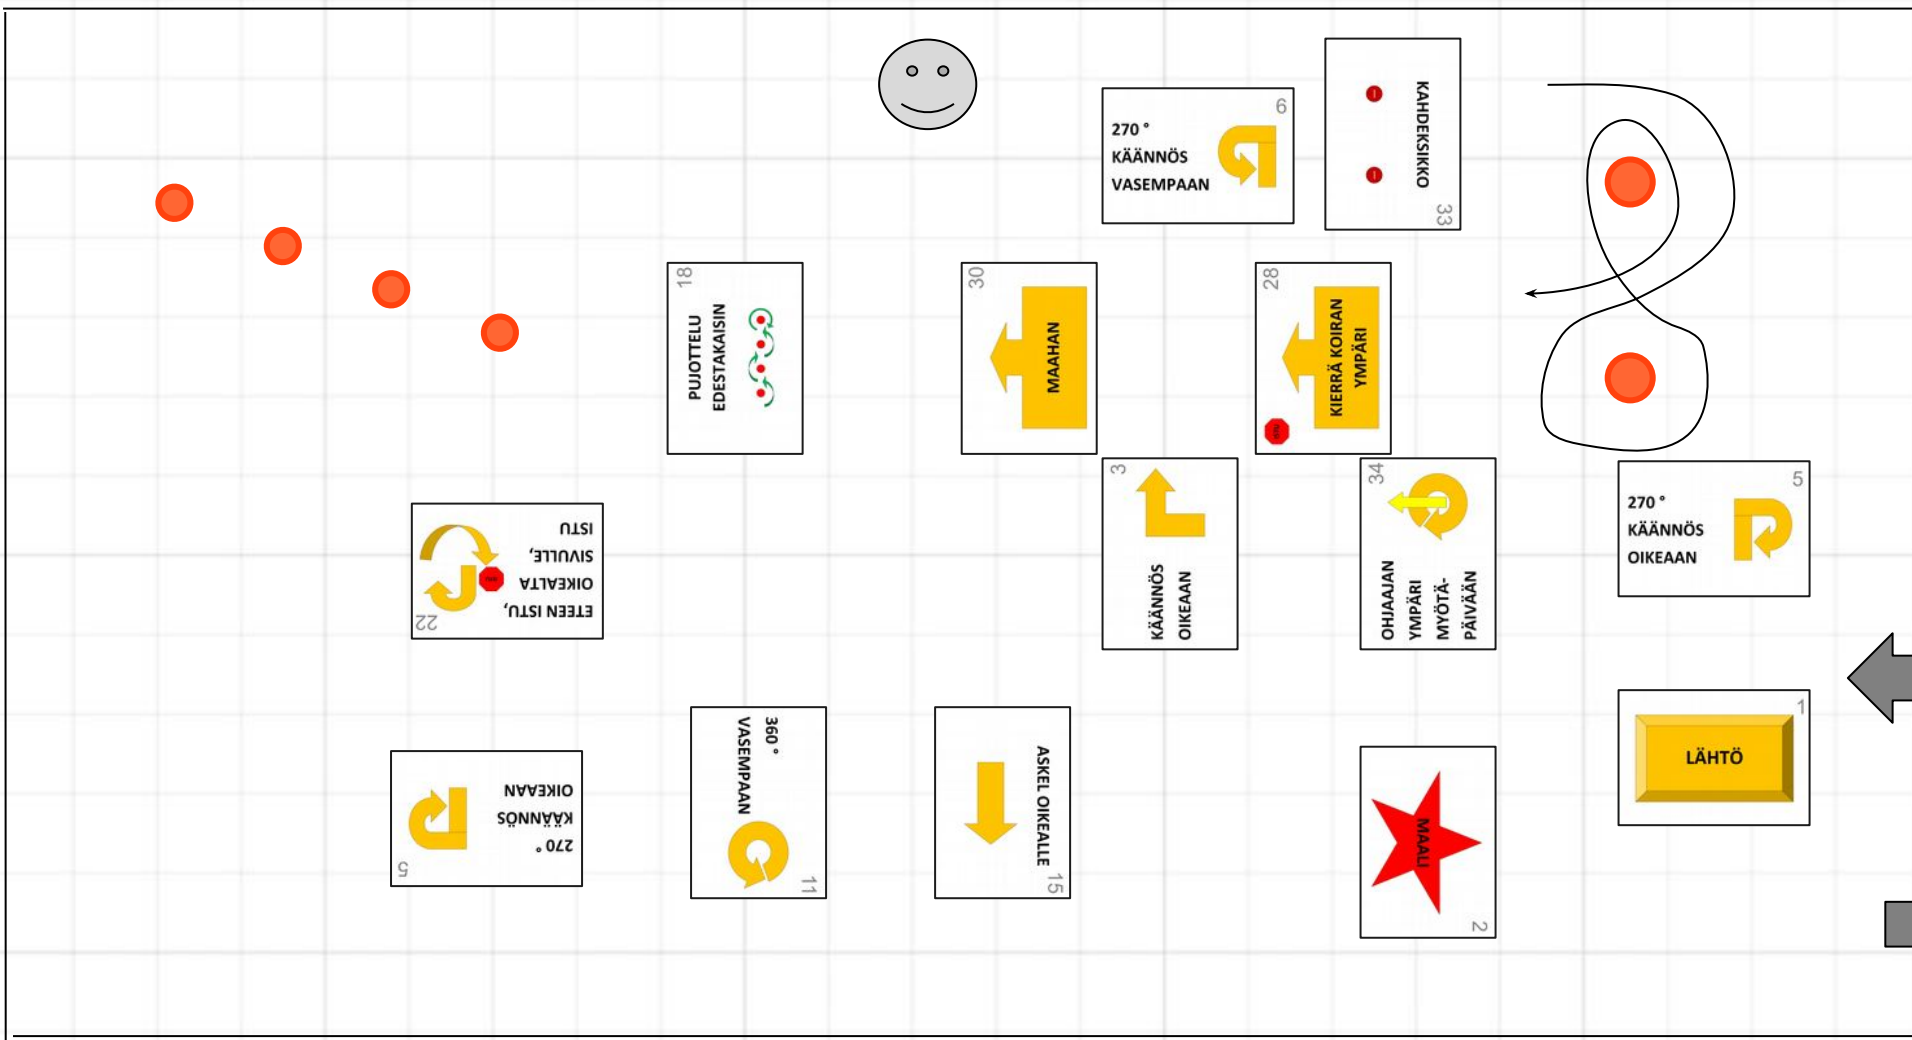 6
270 °
KÄÄNNÖS
VASEMPAAN
KAHDEKSIKKO
33
18
PUJOTTELU
EDESTAKAISIN
30
MAAHAN
28
KIERRÄ KOIRAN
YMPÄRI
3
KÄÄNNÖS
OIKEAAN
34
OHJAAJAN
YMPÄRI
MYÖTÄ-
PÄIVÄÄN
5
270 °
KÄÄNNÖS
OIKEAAN
22
ETEEN ISTU,
OIKEALTA
SIVULLE,
ISTU
1
LÄHTÖ
5
270 °
KÄÄNNÖS
OIKEAAN
360 °
VASEMPAAN
11
ASKEL OIKEALLE
15
MAALI
2